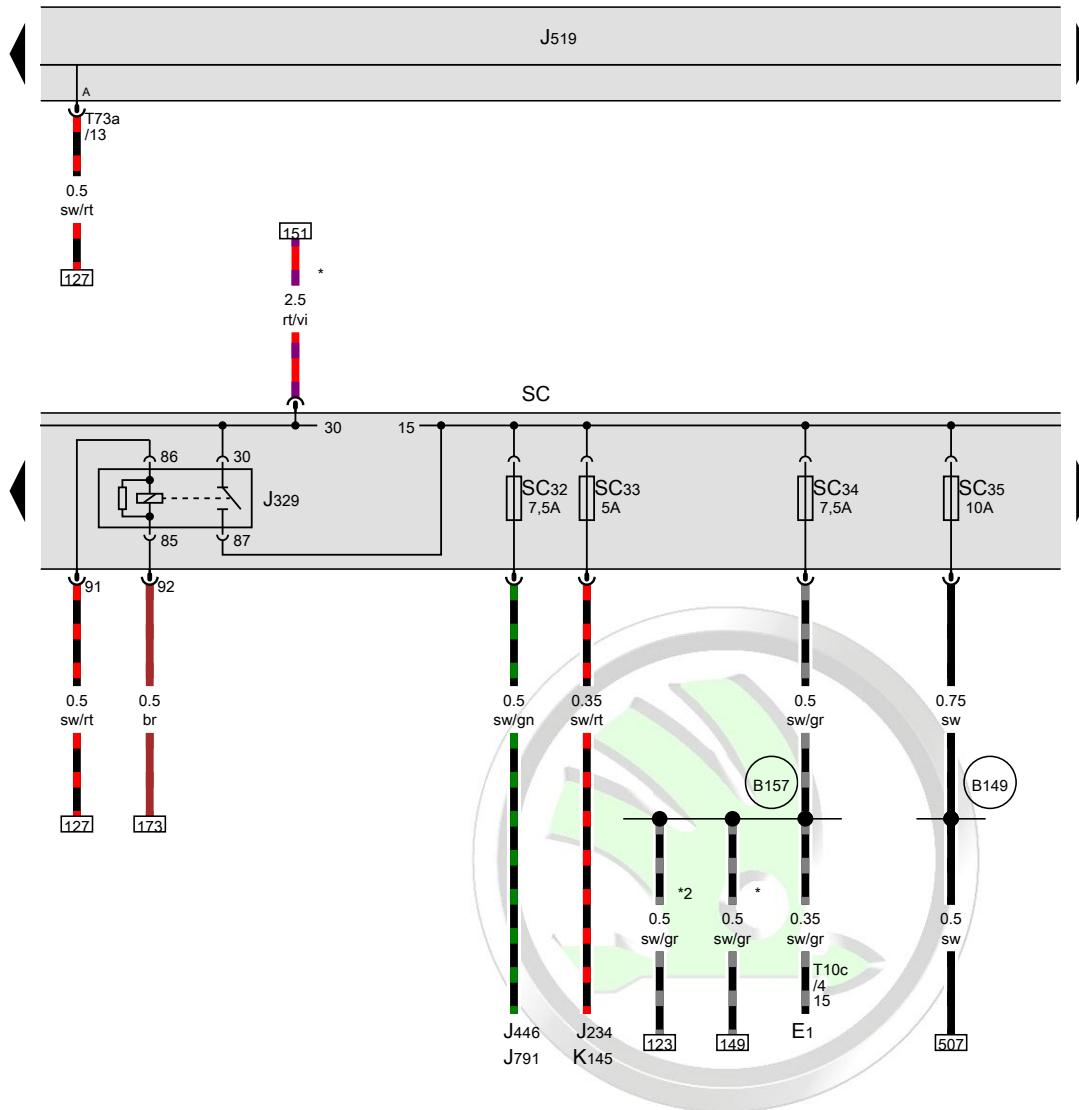 J519
A
T73a
/13
0.5
sw/rt
127
151
*
2.5
rt/vi
SC
30
15
86
30
J329
85
87
SC32
7,5A
SC33
5A
SC34
7,5A
SC35
10A
91
92
0.5
sw/rt
0.5
br
0.5
sw/gn
0.35
sw/rt
0.5
sw/gr
0.75
sw
127
173
B157
B149
*2
*
0.5
sw/gr
0.5
sw/gr
0.35
sw/gr
0.5
sw
T10c
/4
15
J446
J791
J234
K145
123
149
E1
507